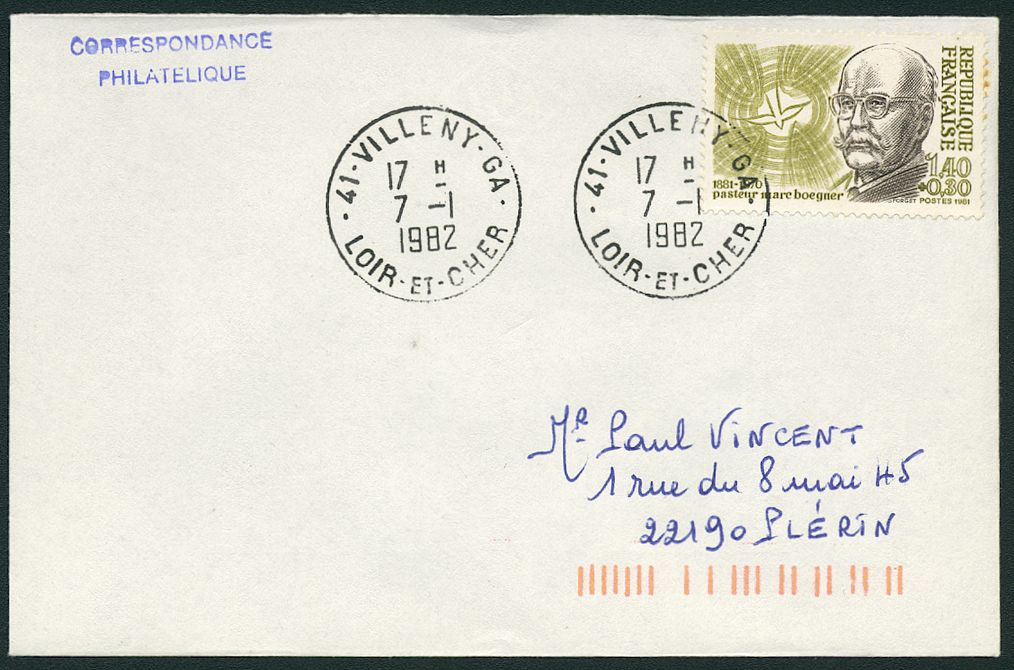 CORRESPONDANCE
PHILATELIQUE
41-VILLENY-GA.
17 H
7 -1
1982
LOIR-ET-CHER
41-VILLENY-GA.
17 H
7 -1
1982
LOIR-ET-CHER
REPUBLIQUE
FRANÇAISE
1,40
+0,30
1881-1970
pasteur marc boegner
FORGET POSTES 1981
Mr Paul VINCENT
1 rue du 8 mai 45
22190 PLÉRIN